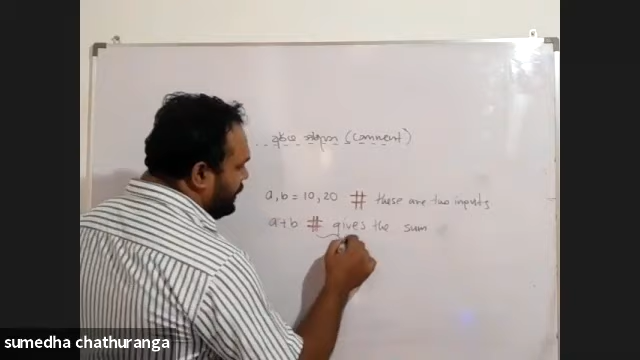 (comment)
a, b = 10, 20 # these are two inputs
a+b # gives the sum
sumedha chathuranga